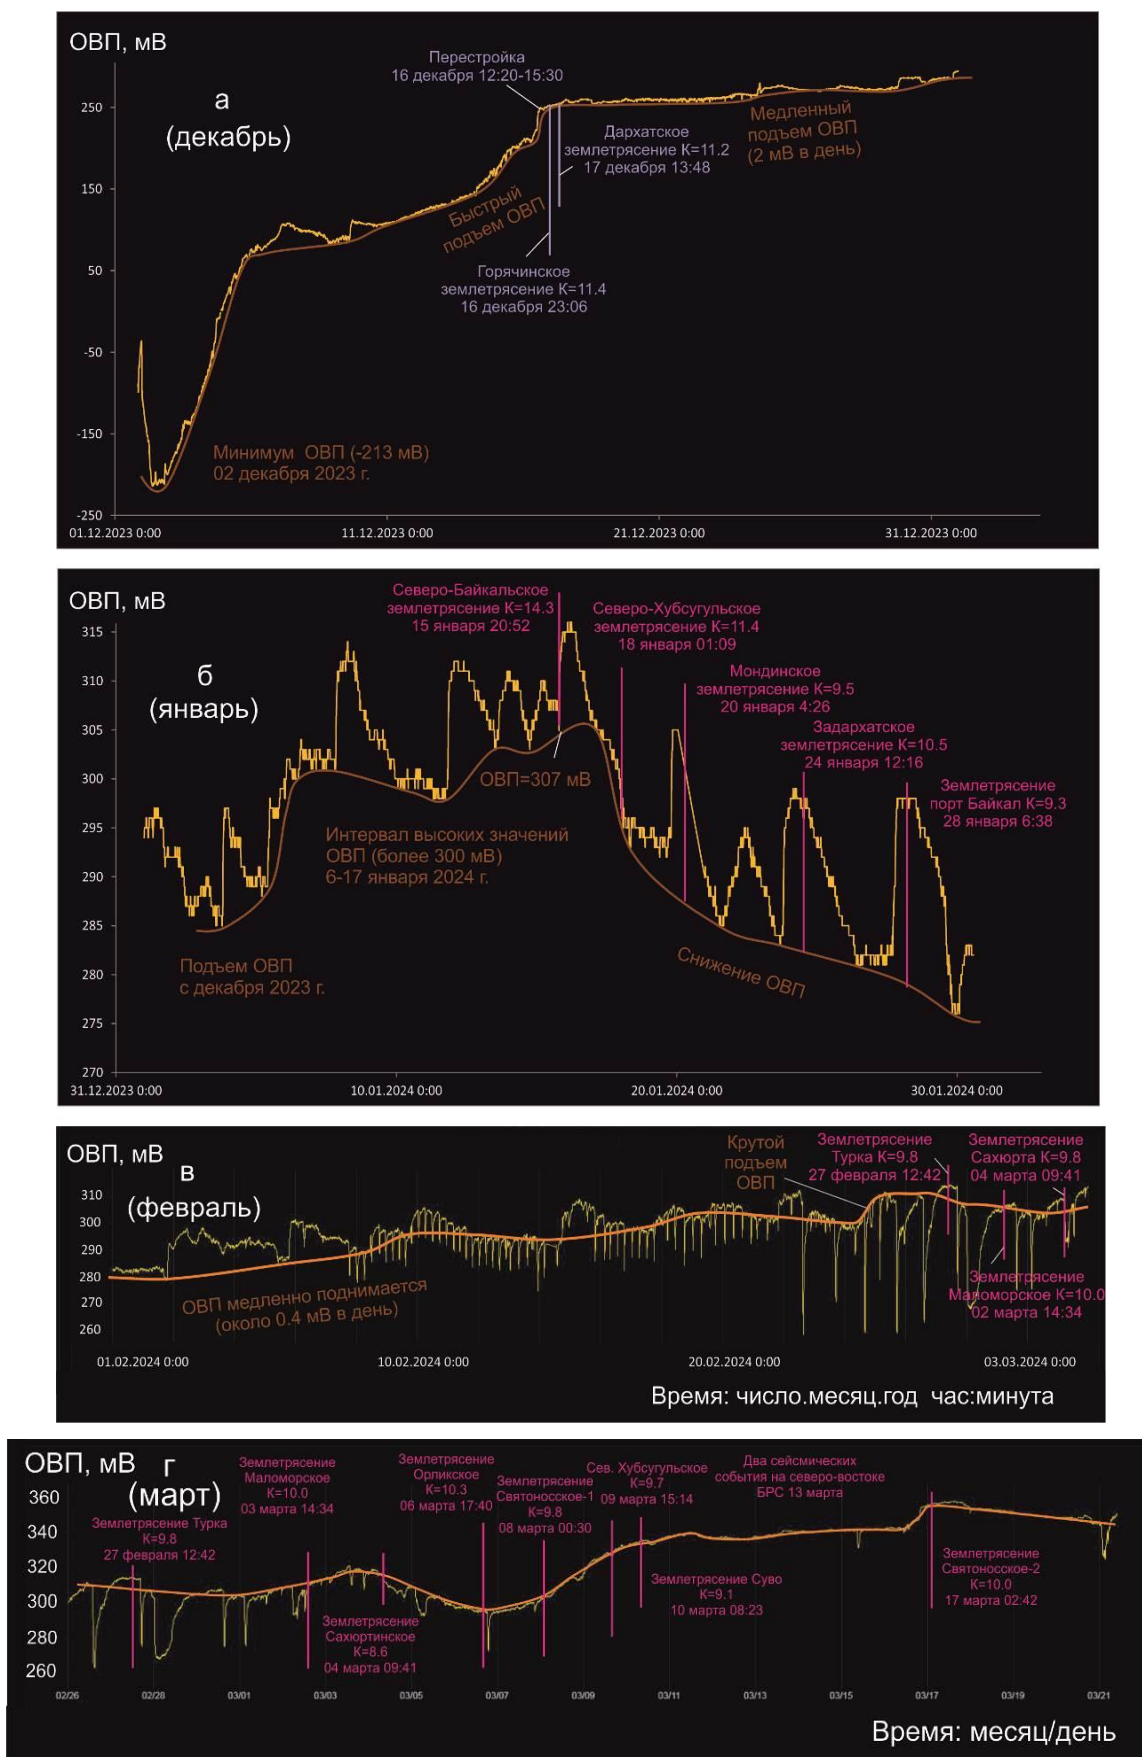 ОВП, мВ
а
(декабрь)
Перестройка
16 декабря 12:20-15:30
Дархатское
землетрясение К=11.2
17 декабря 13:48
Медленный
подъем ОВП
(2 мВ в день)
Быстрый
подъем ОВП
Горячинское
землетрясение К=11.4
16 декабря 23:06
Минимум ОВП (-213 мВ)
02 декабря 2023 г.
250
150
50
-50
-150
-250
01.12.2023 0:00 11.12.2023 0:00 21.12.2023 0:00 31.12.2023 0:00
ОВП, мВ
б
(январь)
Северо-Байкальское
землетрясение К=14.3
15 января 20:52
Северо-Хубсугульское
землетрясение К=11.4
18 января 01:09
Мондинское
землетрясение К=9.5
20 января 4:26
Задархатское
землетрясение К=10.5
24 января 12:16
Землетрясение
порт Байкал К=9.3
28 января 6:38
ОВП=307 мВ
Интервал высоких значений
ОВП (более 300 мВ)
6-17 января 2024 г.
Подъем ОВП
с декабря 2023 г.
Снижение ОВП
315
310
305
300
295
290
285
280
275
270
31.12.2023 0:00 10.01.2024 0:00 20.01.2024 0:00 30.01.2024 0:00
ОВП, мВ
в
(февраль)
Крутой
подъем
ОВП
Землетрясение
Турка К=9.8
27 февраля 12:42
Землетрясение
Сахюрта К=9.8
04 марта 09:41
Землетрясение
Маломорское К=10.0
02 марта 14:34
ОВП медленно поднимается
(около 0.4 мВ в день)
310
300
290
280
270
260
01.02.2024 0:00 10.02.2024 0:00 20.02.2024 0:00 03.03.2024 0:00
Время: число.месяц.год час:минута
ОВП, мВ
г
(март)
Землетрясение Турка
К=9.8
27 февраля 12:42
Землетрясение
Маломорское
К=10.0
03 марта 14:34
Землетрясение
Сахюртинское
К=8.6
04 марта 09:41
Землетрясение
Орликское
К=10.3
06 марта 17:40
Землетрясение
Святоносское-1
К=9.8
08 марта 00:30
Сев. Хубсугульское
К=9.7
09 марта 15:14
Землетрясение Суво
К=9.1
10 марта 08:23
Два сейсмических
события на северо-востоке
БРС 13 марта
Землетрясение
Святоносское-2
К=10.0
17 марта 02:42
360
340
320
300
280
260
02/26 02/28 03/01 03/03 03/05 03/07 03/09 03/11 03/13 03/15 03/17 03/19 03/21
Время: месяц/день